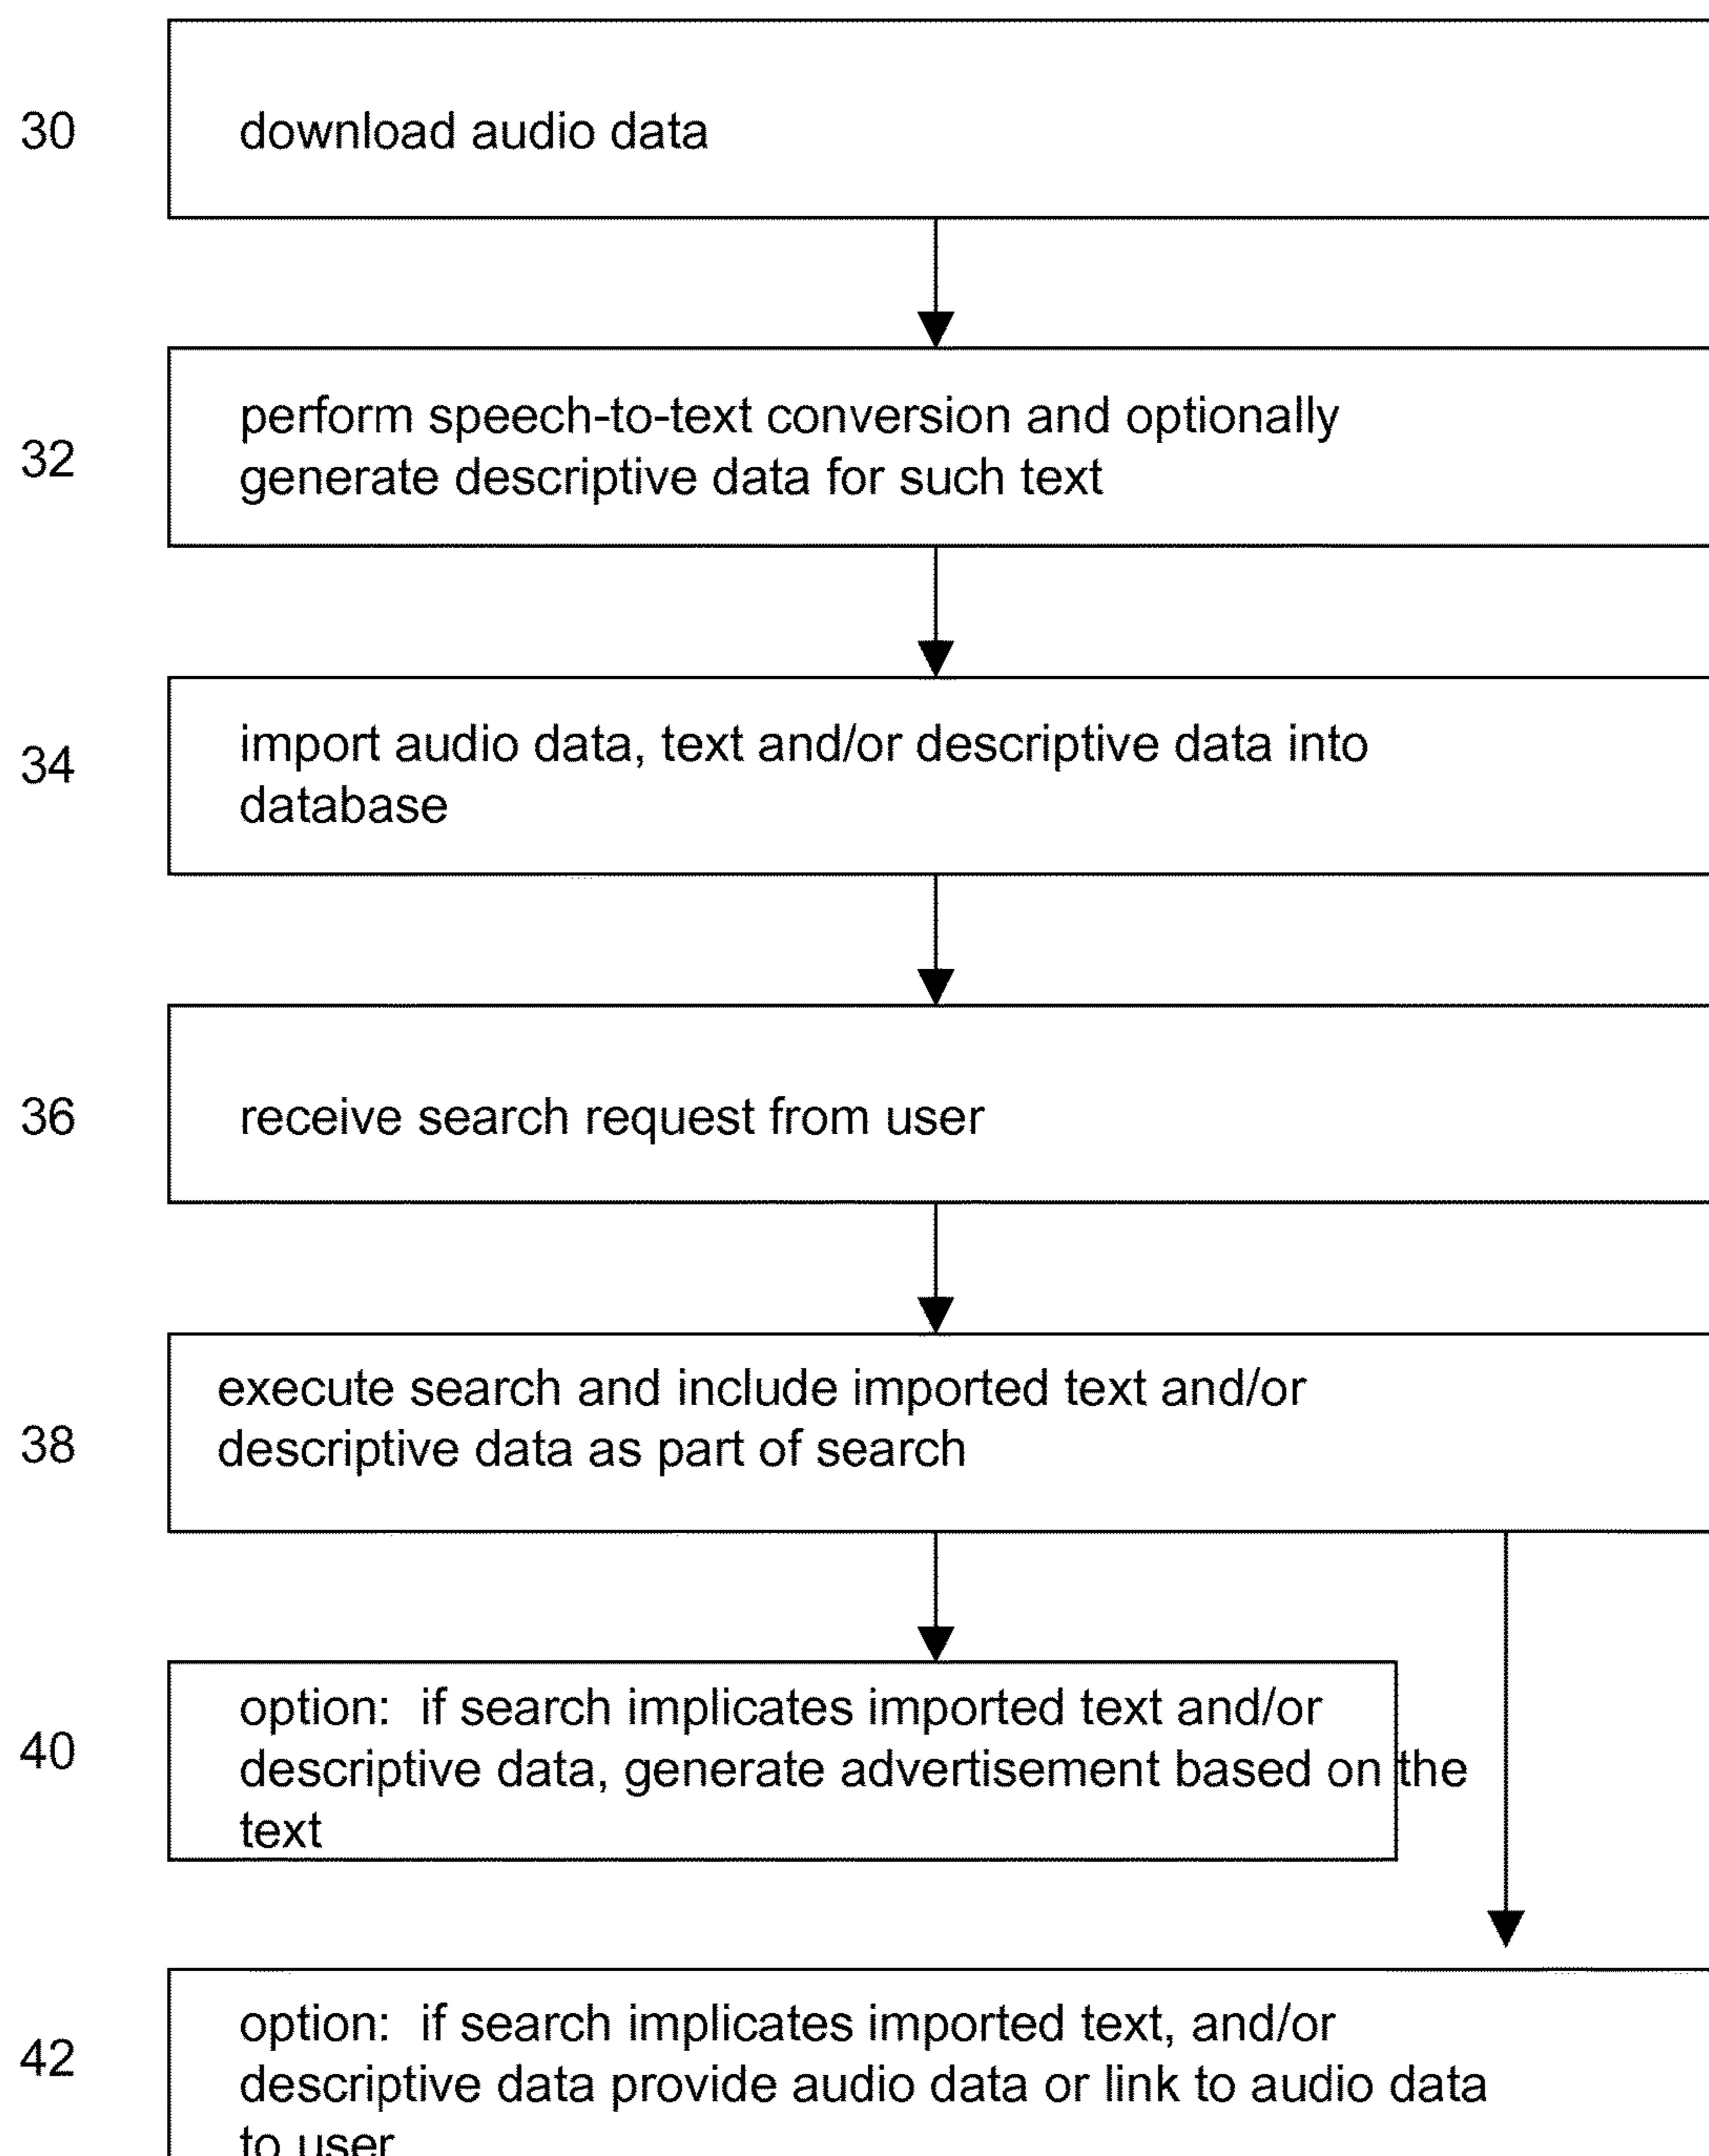 30
download audio data
32
perform speech-to-text conversion and optionally
generate descriptive data for such text
34
import audio data, text and/or descriptive data into
database
36
receive search request from user
38
execute search and include imported text and/or
descriptive data as part of search
40
option:  if search implicates imported text and/or
descriptive data, generate advertisement based on the
text
42
option:  if search implicates imported text, and/or
descriptive data provide audio data or link to audio data
to user